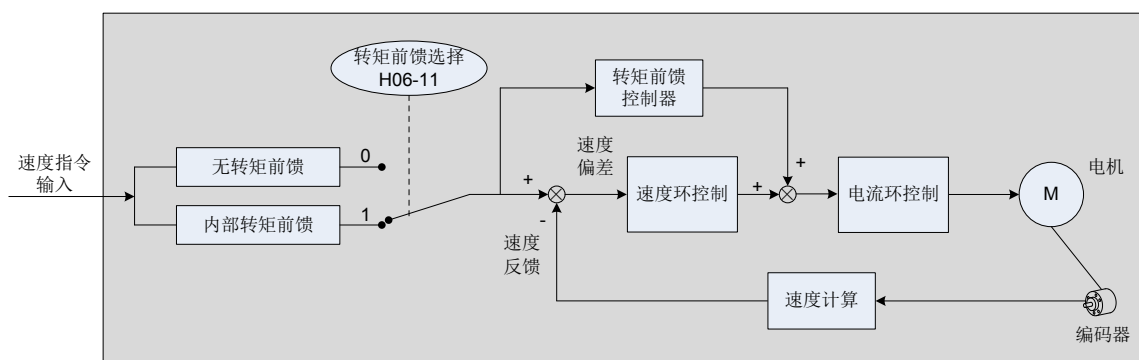 转矩前馈选择
H06-11
转矩前馈
控制器
速度指令
输入
无转矩前馈
0
内部转矩前馈
1
+
-
速度
偏差
速度环控制
+
+
电流环控制
M
电机
速度
反馈
速度计算
编码器